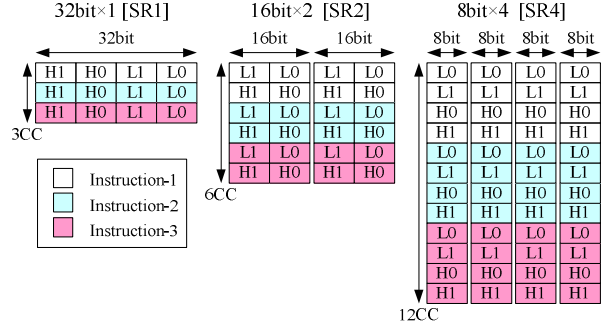 32bit×1 [SR1]
32bit
H1 H0 L1 L0
H1 H0 L1 L0
H1 H0 L1 L0
3CC
Instruction-1
Instruction-2
Instruction-3
16bit×2 [SR2]
16bit 16bit
L1 L0 L1 L0
H1 H0 H1 H0
L1 L0 L1 L0
H1 H0 H1 H0
L1 L0 L1 L0
H1 H0 H1 H0
6CC
8bit×4 [SR4]
8bit 8bit 8bit 8bit
L0 L0 L0 L0
L1 L1 L1 L1
H0 H0 H0 H0
H1 H1 H1 H1
L0 L0 L0 L0
L1 L1 L1 L1
H0 H0 H0 H0
H1 H1 H1 H1
L0 L0 L0 L0
L1 L1 L1 L1
H0 H0 H0 H0
H1 H1 H1 H1
12CC